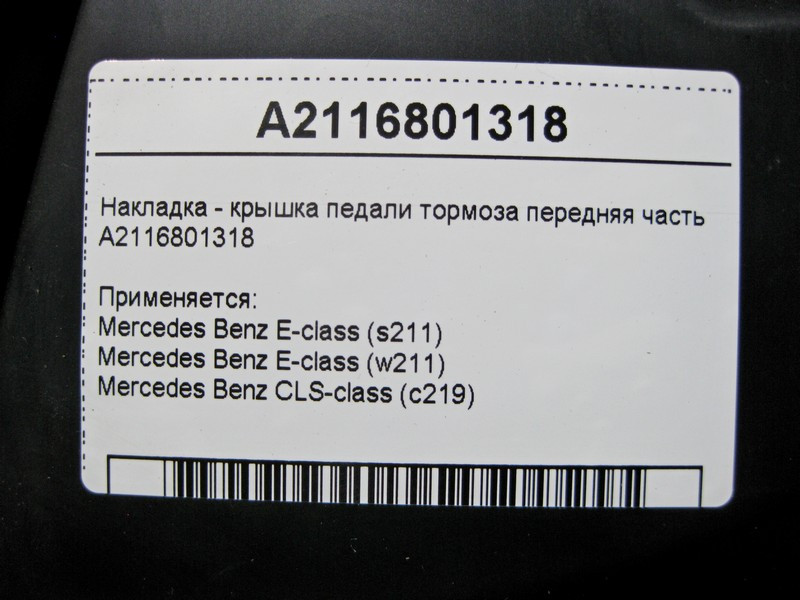 A2116801318
Накладка - крышка педали тормоза передняя часть
A2116801318
Применяется:
Mercedes Benz E-class (s211)
Mercedes Benz E-class (w211)
Mercedes Benz CLS-class (c219)